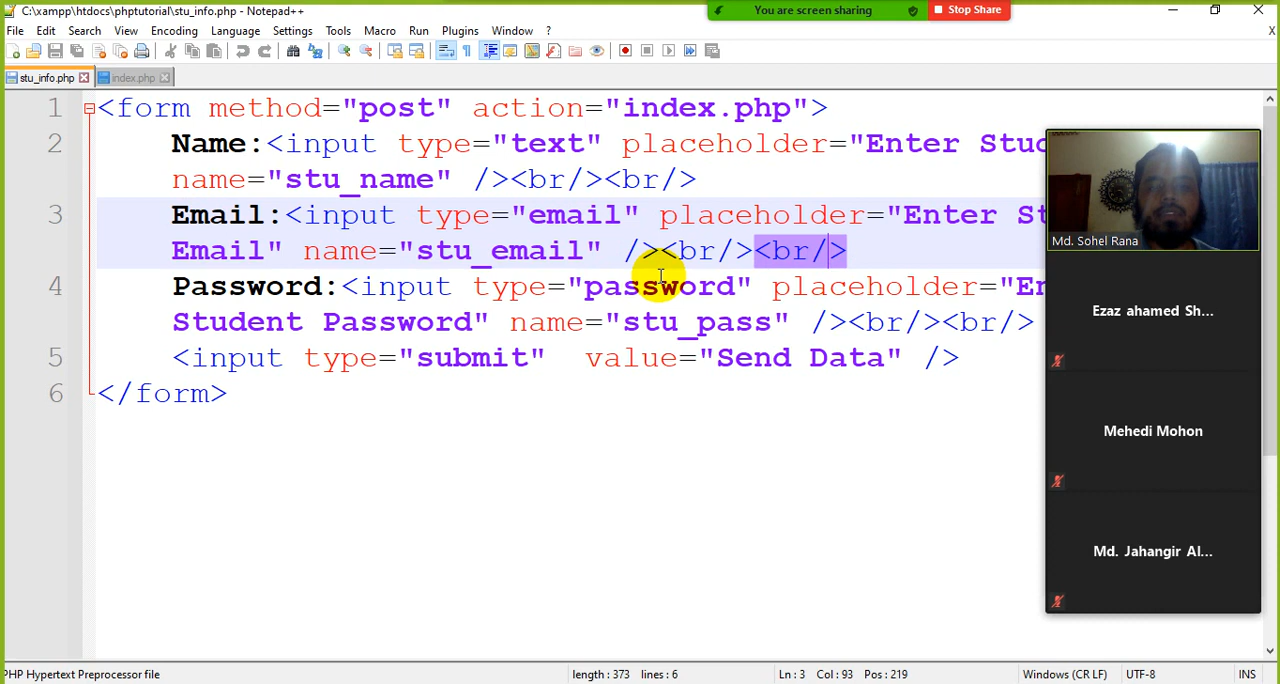 C:\xampp\htdocs\phptutorial\stu_info.php - Notepad++
You are screen sharing
Stop Share
File Edit Search View Encoding Language Settings Tools Macro Run Plugins Window ?
X
stu_info.php index.php
1 <form method="post" action="index.php">
2 Name:<input type="text" placeholder="Enter Stu
name="stu_name" /><br/><br/>
3 Email:<input type="email" placeholder="Enter St
Email" name="stu_email" /><br/><br/>
4 Password:<input type="password" placeholder="En
Student Password" name="stu_pass" /><br/><br/>
5 <input type="submit"  value="Send Data" />
6 </form>
Md. Sohel Rana
Ezaz ahamed Sh...
Mehedi Mohon
Md. Jahangir Al...
PHP Hypertext Preprocessor file length : 373 lines : 6 Ln : 3 Col : 93 Pos : 219 Windows (CR LF) UTF-8 INS